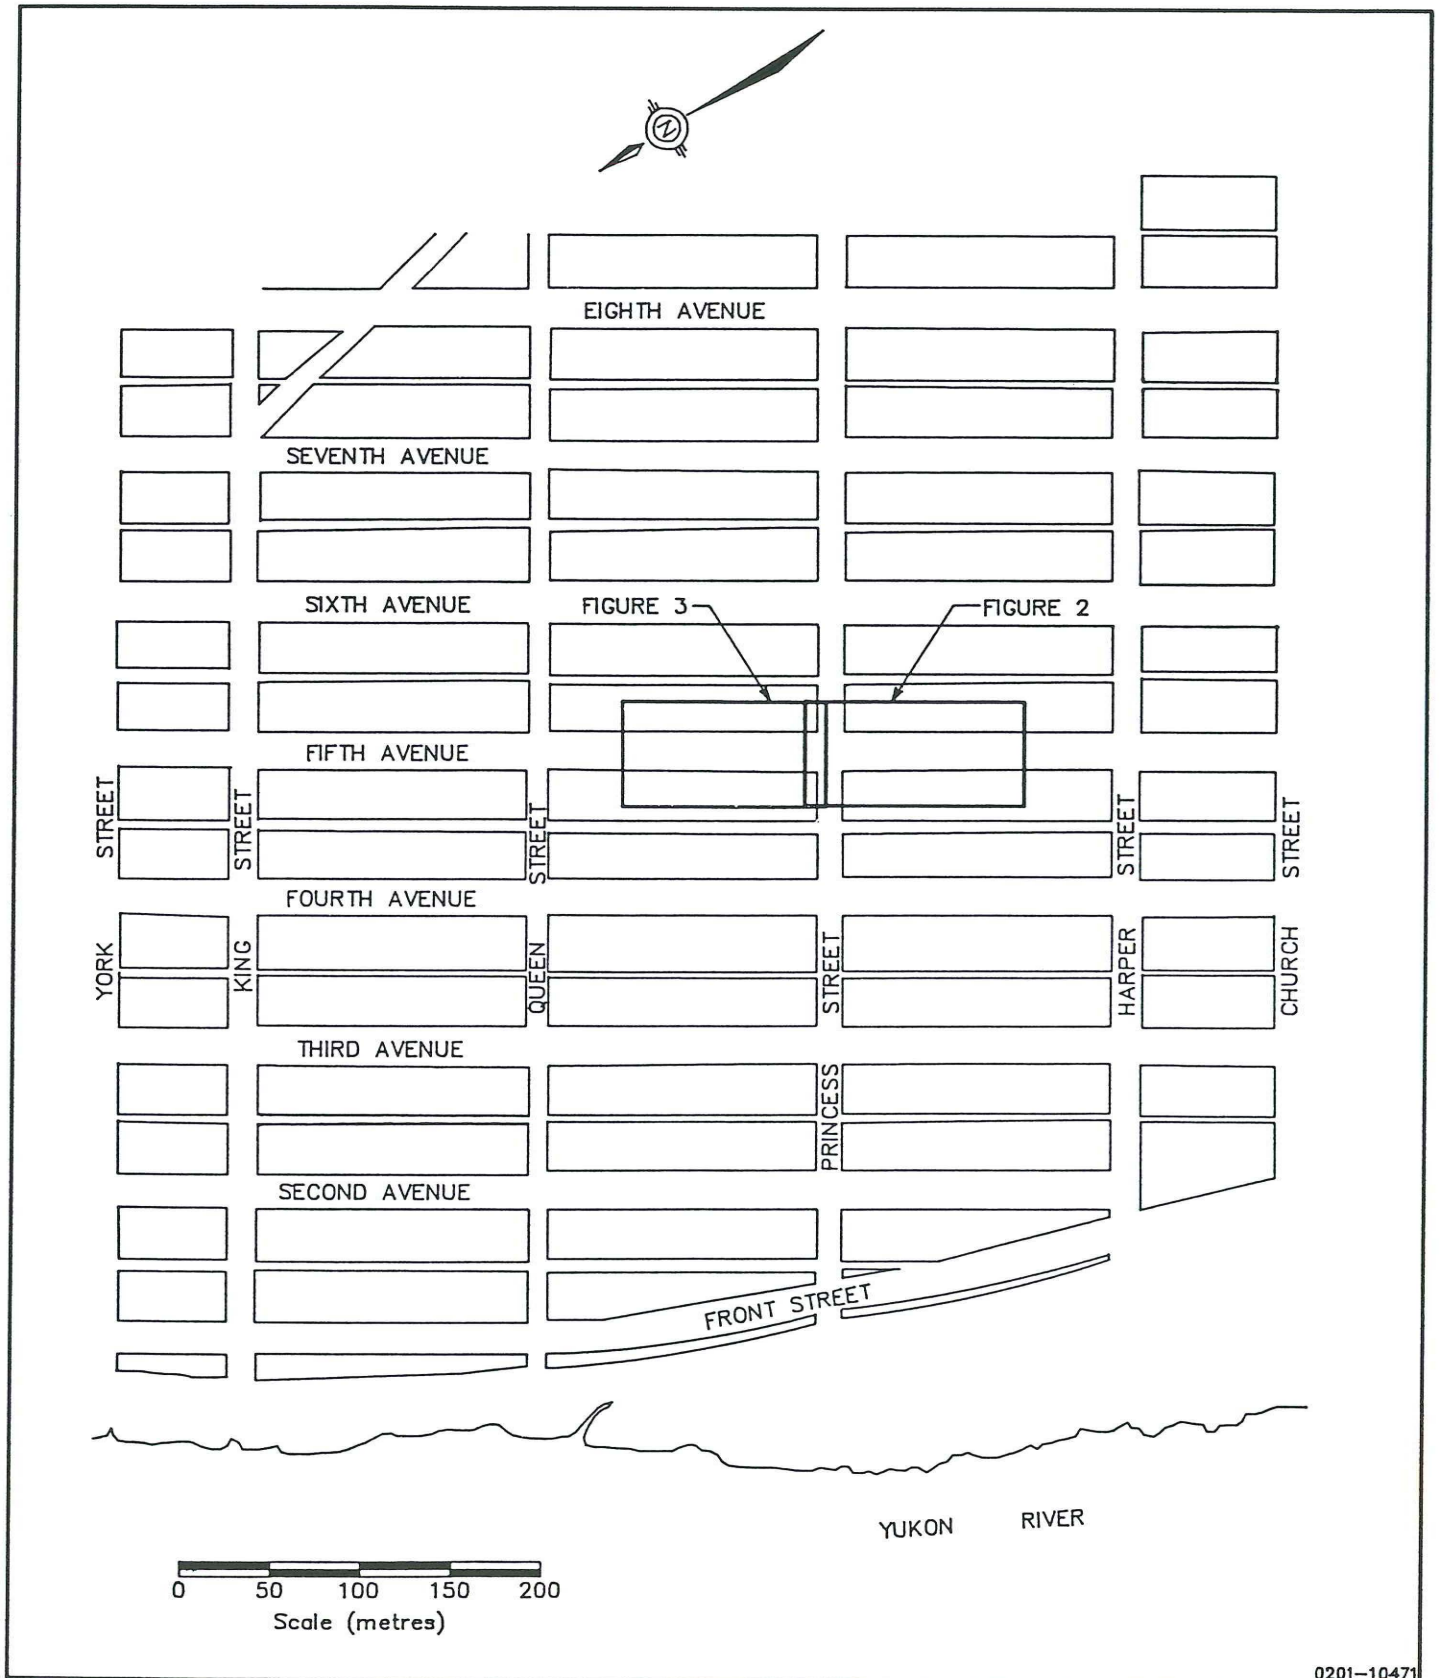 N
EIGHTH AVENUE
SEVENTH AVENUE
SIXTH AVENUE
FIGURE 3
FIGURE 2
FIFTH AVENUE
YORK STREET
KING STREET
QUEEN STREET
PRINCESS STREET
HARPER STREET
CHURCH STREET
FOURTH AVENUE
THIRD AVENUE
SECOND AVENUE
FRONT STREET
YUKON RIVER
0 50 100 150 200
Scale (metres)
0201-10471